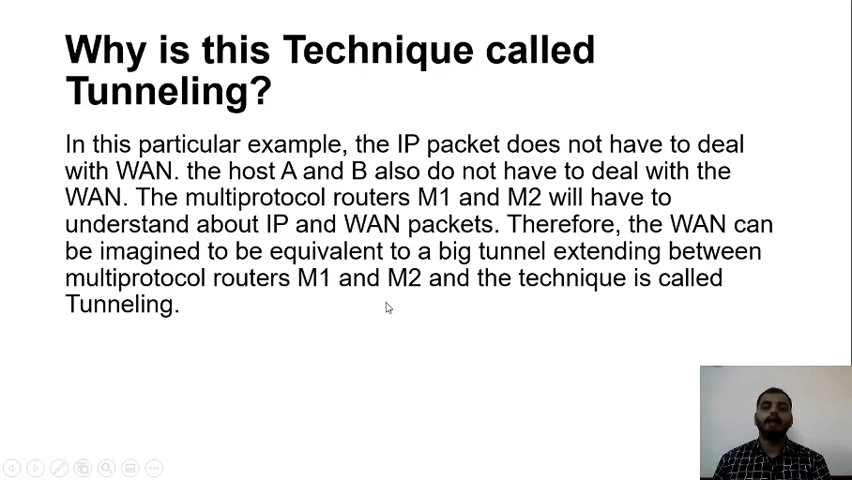 Why is this Technique called
Tunneling?
In this particular example, the IP packet does not have to deal
with WAN. the host A and B also do not have to deal with the
WAN. The multiprotocol routers M1 and M2 will have to
understand about IP and WAN packets. Therefore, the WAN can
be imagined to be equivalent to a big tunnel extending between
multiprotocol routers M1 and M2 and the technique is called
Tunneling.